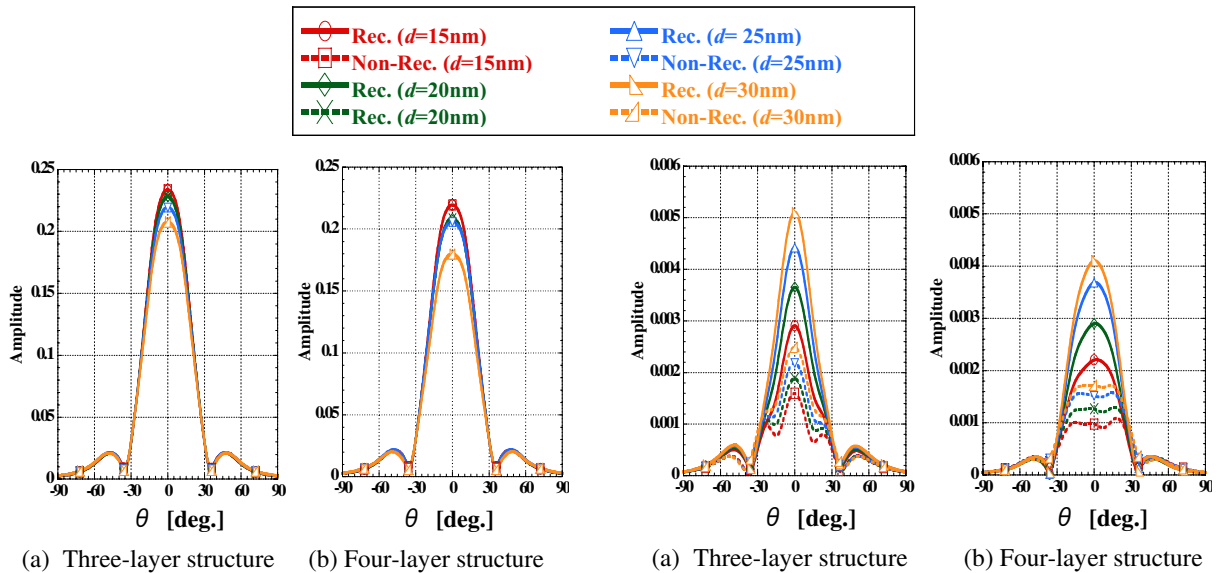 Rec. (d=15nm)
Non-Rec. (d=15nm)
Rec. (d=20nm)
Rec. (d=20nm)
Rec. (d= 25nm)
Non-Rec. (d=25nm)
Rec. (d=30nm)
Non-Rec. (d=30nm)
0.25
0.2
0.15
0.1
0.05
0
Amplitude
-90 -60 -30 0 30 60 90
θ [deg.]
(a) Three-layer structure
0.25
0.2
0.15
0.1
0.05
0
Amplitude
-90 -60 -30 0 30 60 90
θ [deg.]
(b) Four-layer structure
0.006
0.005
0.004
0.003
0.002
0.001
0
Amplitude
-90 -60 -30 0 30 60 90
θ [deg.]
(a) Three-layer structure
0.006
0.005
0.004
0.003
0.002
0.001
0
Amplitude
-90 -60 -30 0 30 60 90
θ [deg.]
(b) Four-layer structure